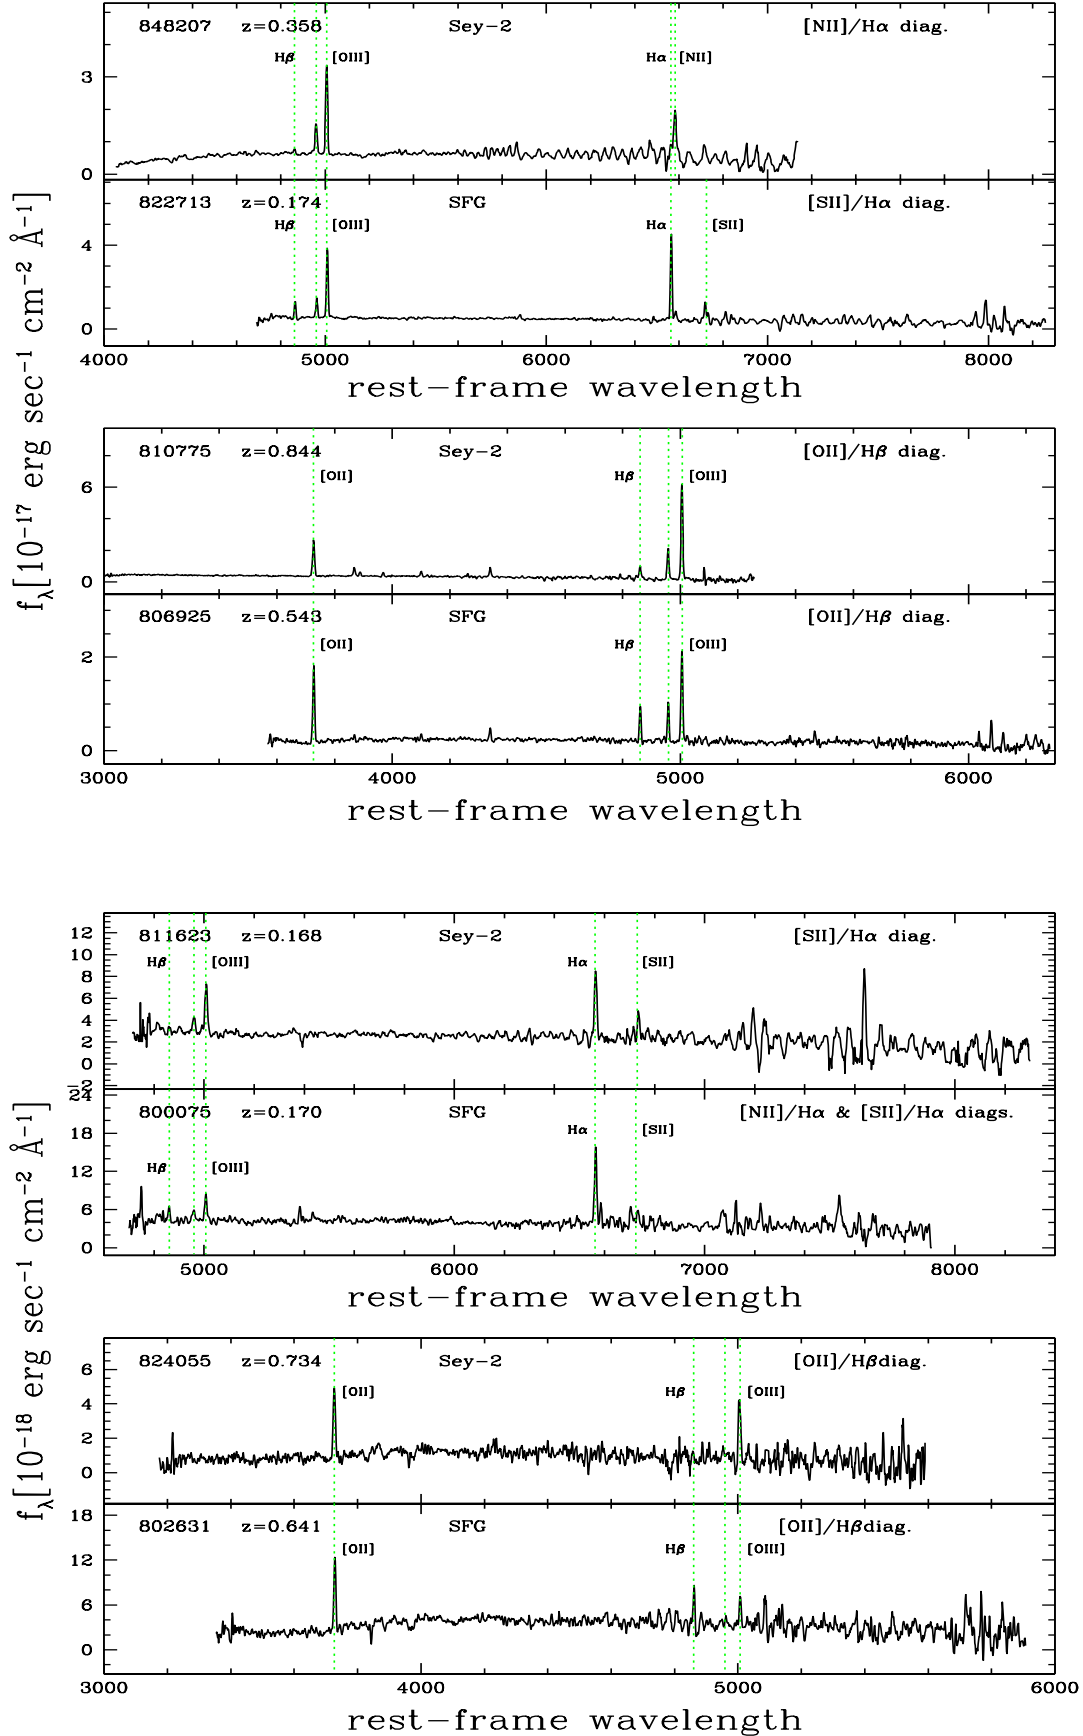 848207 z=0.358 Sey-2 [NII]/Hα diag.
Hβ [OIII] Hα [NII]
3
0
822713 z=0.174 SFG [SII]/Hα diag.
Hβ [OIII] Hα [SII]
4
0
4000 5000 6000 7000 8000
rest-frame wavelength
fλ[10−17 erg sec−1 cm−2 Å−1]
810775 z=0.844 Sey-2 [OII]/Hβ diag.
[OII] Hβ [OIII]
6
0
806925 z=0.543 SFG [OII]/Hβ diag.
[OII] Hβ [OIII]
2
0
3000 4000 5000 6000
rest-frame wavelength
811623 z=0.168 Sey-2 [SII]/Hα diag.
Hβ [OIII] Hα [SII]
12
10
8
6
4
2
0
−2
24
800075 z=0.170 SFG [NII]/Hα & [SII]/Hα diags.
Hα [SII]
Hβ [OIII]
18
12
6
0
5000 6000 7000 8000
rest-frame wavelength
fλ[10−18 erg sec−1 cm−2 Å−1]
824055 z=0.734 Sey-2 [OII]/Hβdiag.
[OII] Hβ [OIII]
6
4
2
0
18
802631 z=0.641 SFG [OII]/Hβdiag.
[OII] Hβ [OIII]
12
6
0
3000 4000 5000 6000
rest-frame wavelength